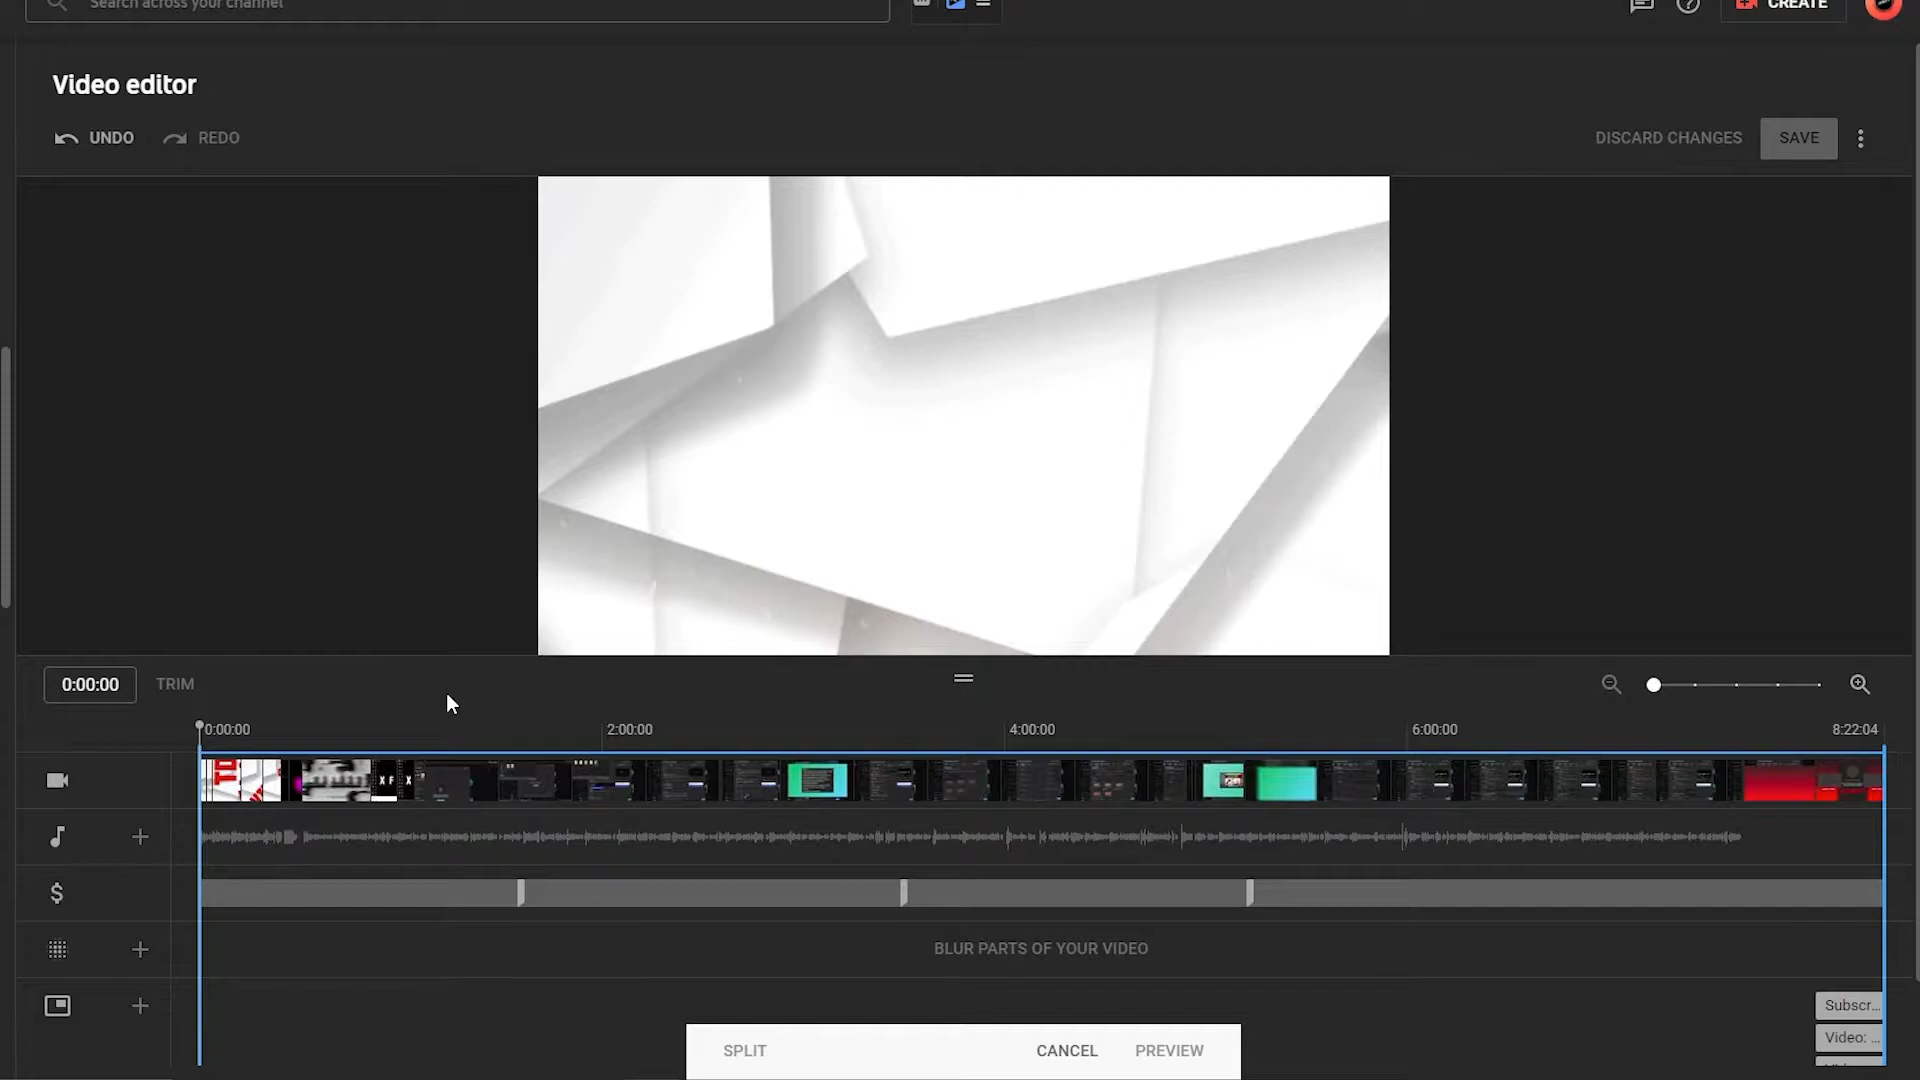 Search across your channel
CREATE
Video editor
UNDO
REDO
DISCARD CHANGES
SAVE
0:00:00
TRIM
0:00:00
2:00:00
4:00:00
6:00:00
8:22:04
BLUR PARTS OF YOUR VIDEO
Subscr...
Video: ...
SPLIT
CANCEL
PREVIEW